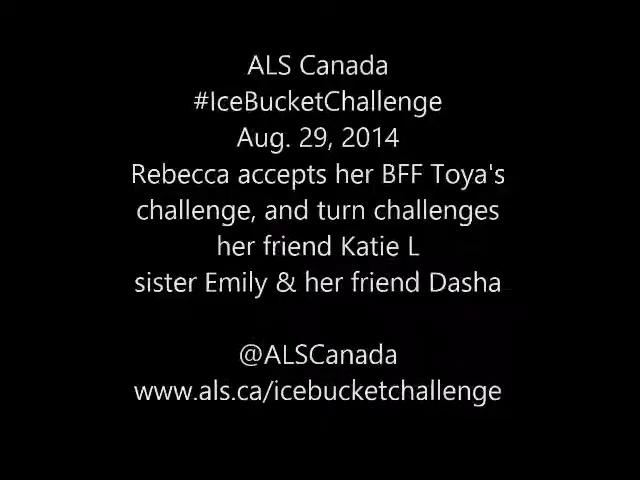 ALS Canada
#IceBucketChallenge
Aug. 29, 2014
Rebecca accepts her BFF Toya's
challenge, and turn challenges
her friend Katie L
sister Emily & her friend Dasha
@ALSCanada
www.als.ca/icebucketchallenge